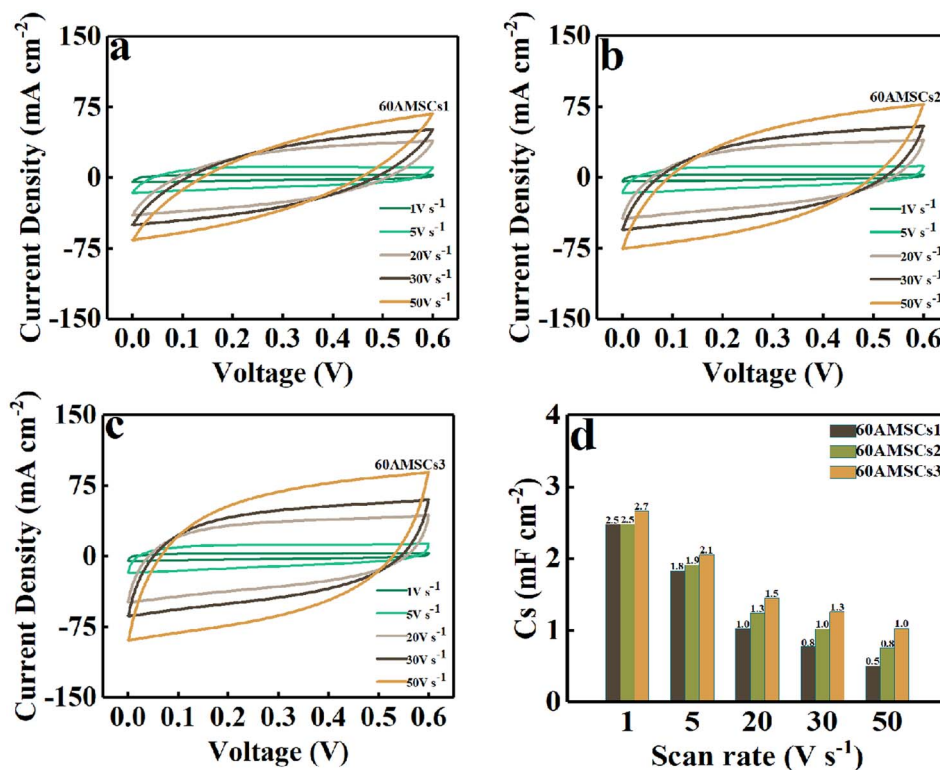 a
60AMSCs1
150
75
0
-75
-150
Current Density (mA cm⁻²)
1V s⁻¹
5V s⁻¹
20V s⁻¹
30V s⁻¹
50V s⁻¹
0.0 0.1 0.2 0.3 0.4 0.5 0.6
Voltage (V)
b
60AMSCs2
150
75
0
-75
-150
Current Density (mA cm⁻²)
1V s⁻¹
5V s⁻¹
20V s⁻¹
30V s⁻¹
50V s⁻¹
0.0 0.1 0.2 0.3 0.4 0.5 0.6
Voltage (V)
c
60AMSCs3
150
75
0
-75
-150
Current Density (mA cm⁻²)
1V s⁻¹
5V s⁻¹
20V s⁻¹
30V s⁻¹
50V s⁻¹
0.0 0.1 0.2 0.3 0.4 0.5 0.6
Voltage (V)
d
60AMSCs1
60AMSCs2
60AMSCs3
4
3
2
1
0
Cs (mF cm⁻²)
2.5 2.5 2.7
1.8 1.9 2.1
1.0 1.3 1.5
0.8 1.0 1.3
0.5 0.8 1.0
1 5 20 30 50
Scan rate (V s⁻¹)